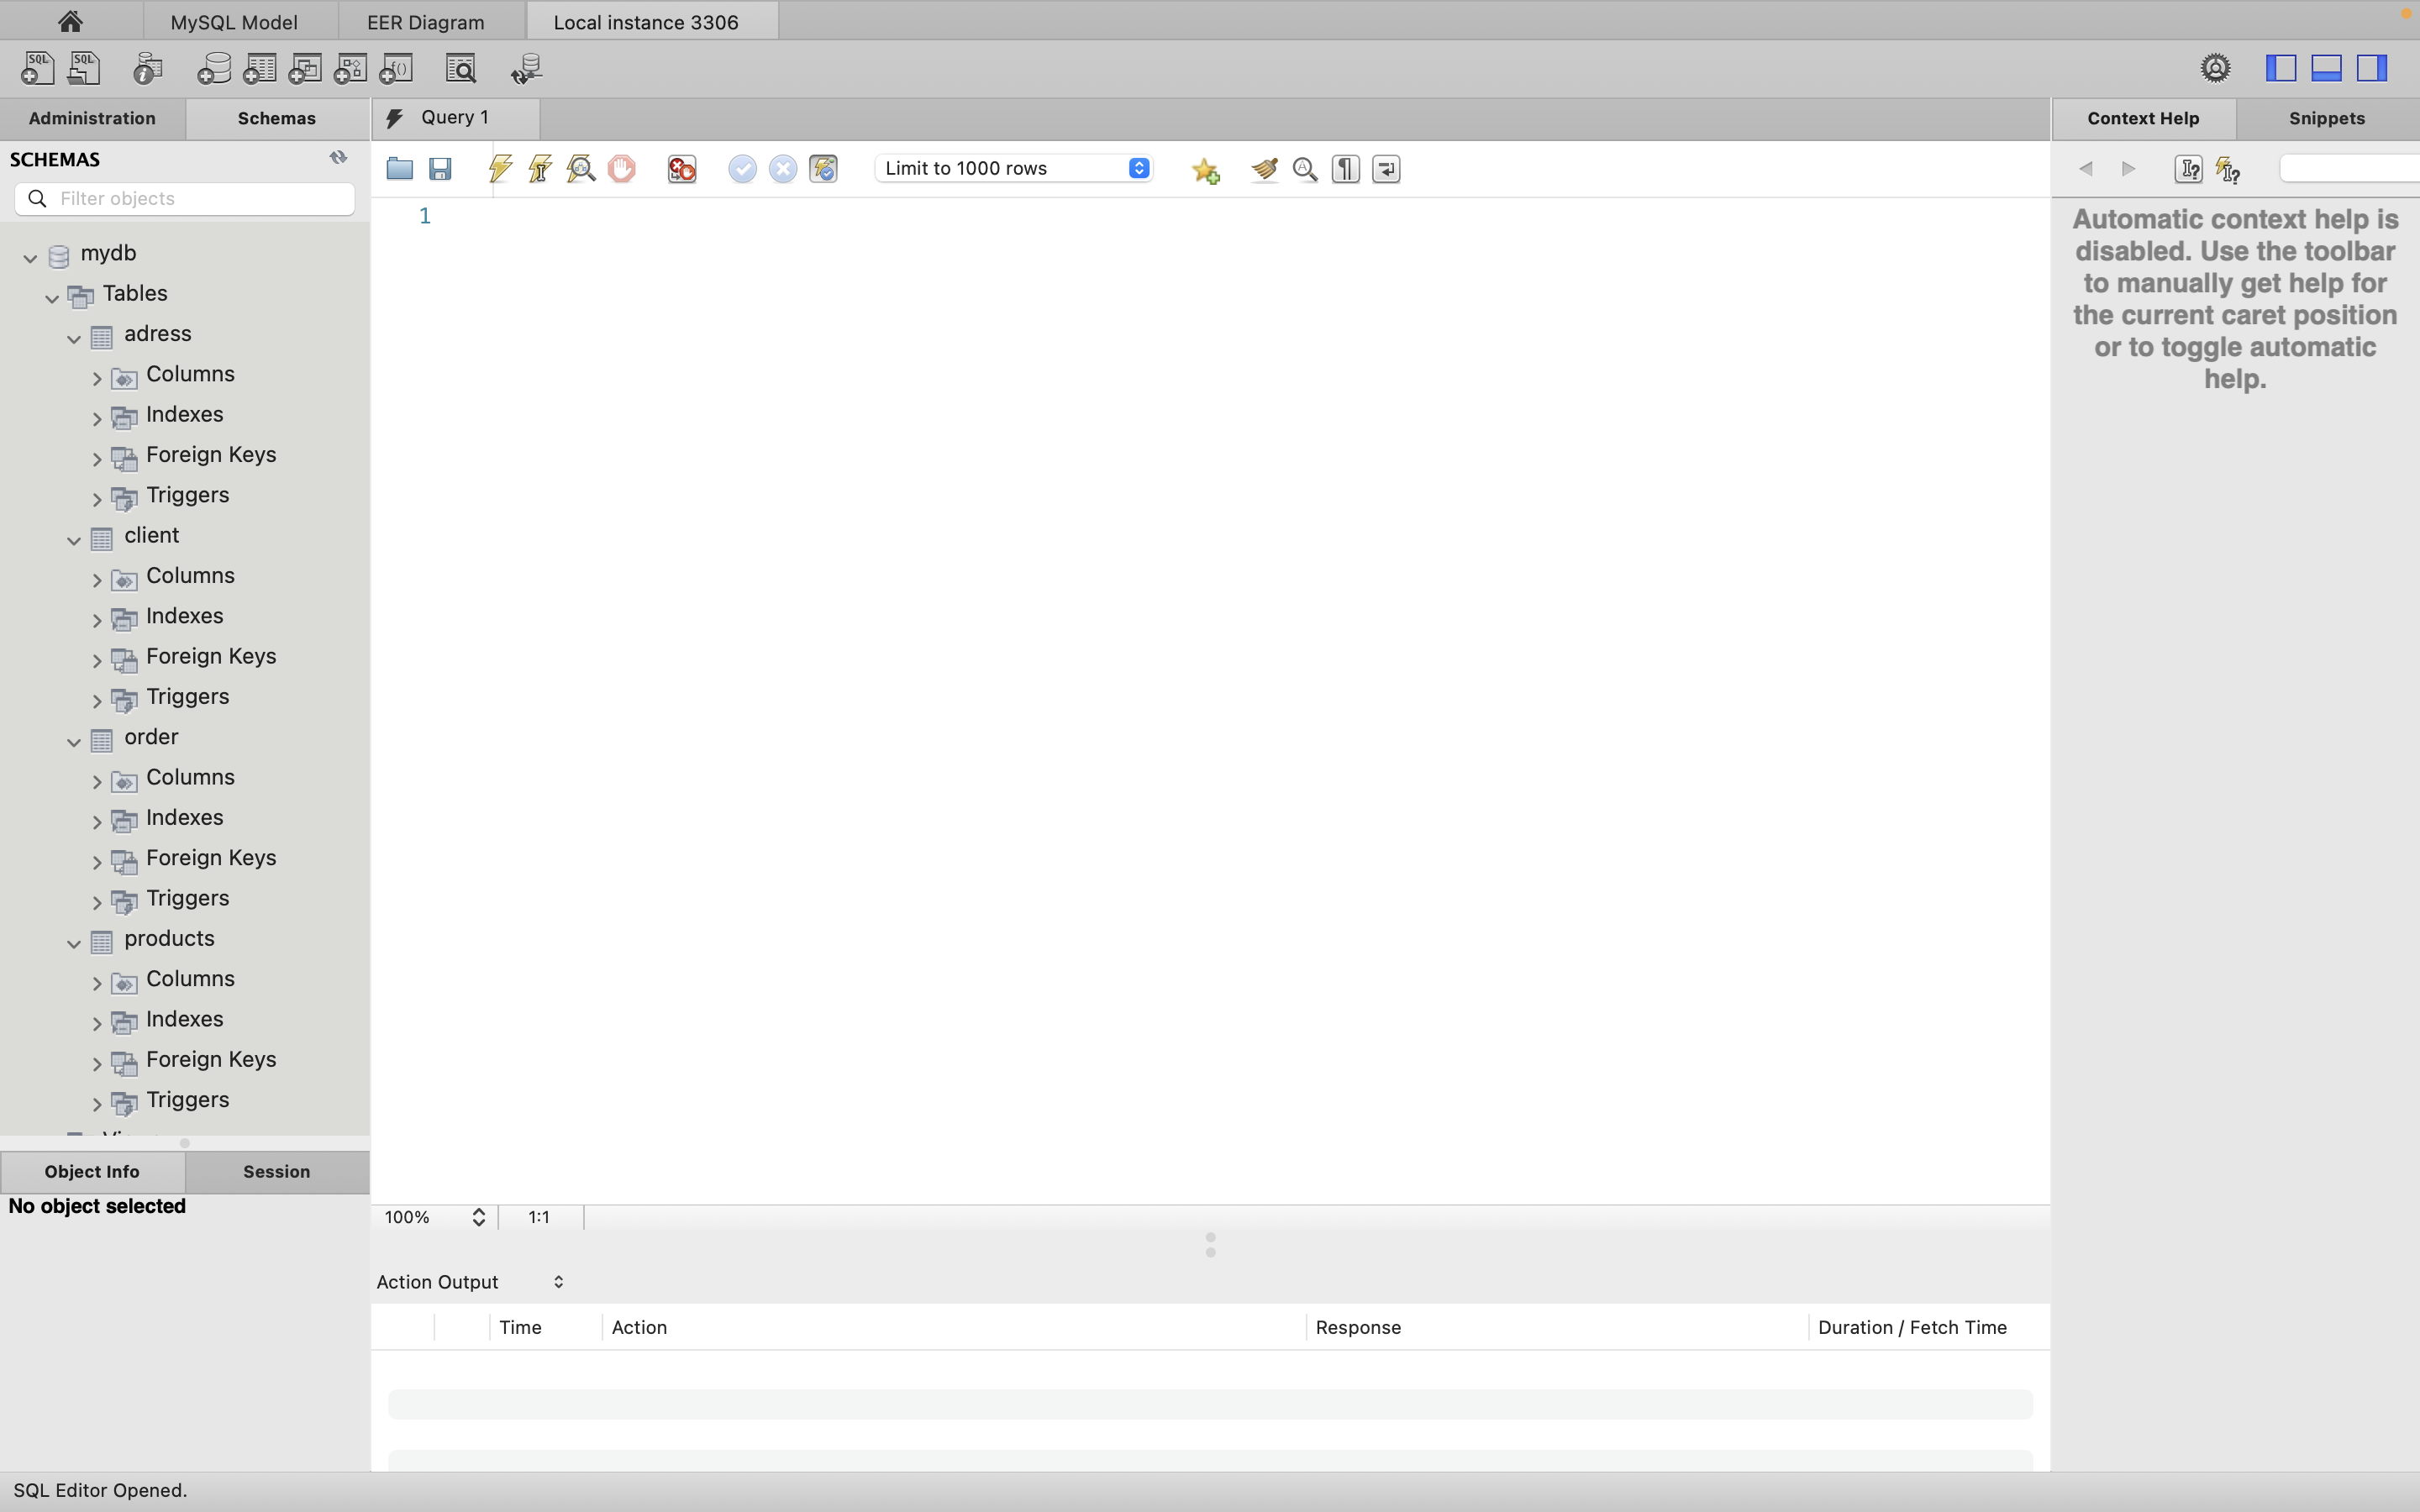 MySQL Model
EER Diagram
Local instance 3306
SQL
SQL
Administration
Schemas
Query 1
Context Help
Snippets
SCHEMAS
Filter objects
Limit to 1000 rows
1
Automatic context help is
disabled. Use the toolbar
to manually get help for
the current caret position
or to toggle automatic
help.
mydb
Tables
adress
Columns
Indexes
Foreign Keys
Triggers
client
Columns
Indexes
Foreign Keys
Triggers
order
Columns
Indexes
Foreign Keys
Triggers
products
Columns
Indexes
Foreign Keys
Triggers
Object Info
Session
No object selected
100%
1:1
Action Output
Time
Action
Response
Duration / Fetch Time
SQL Editor Opened.